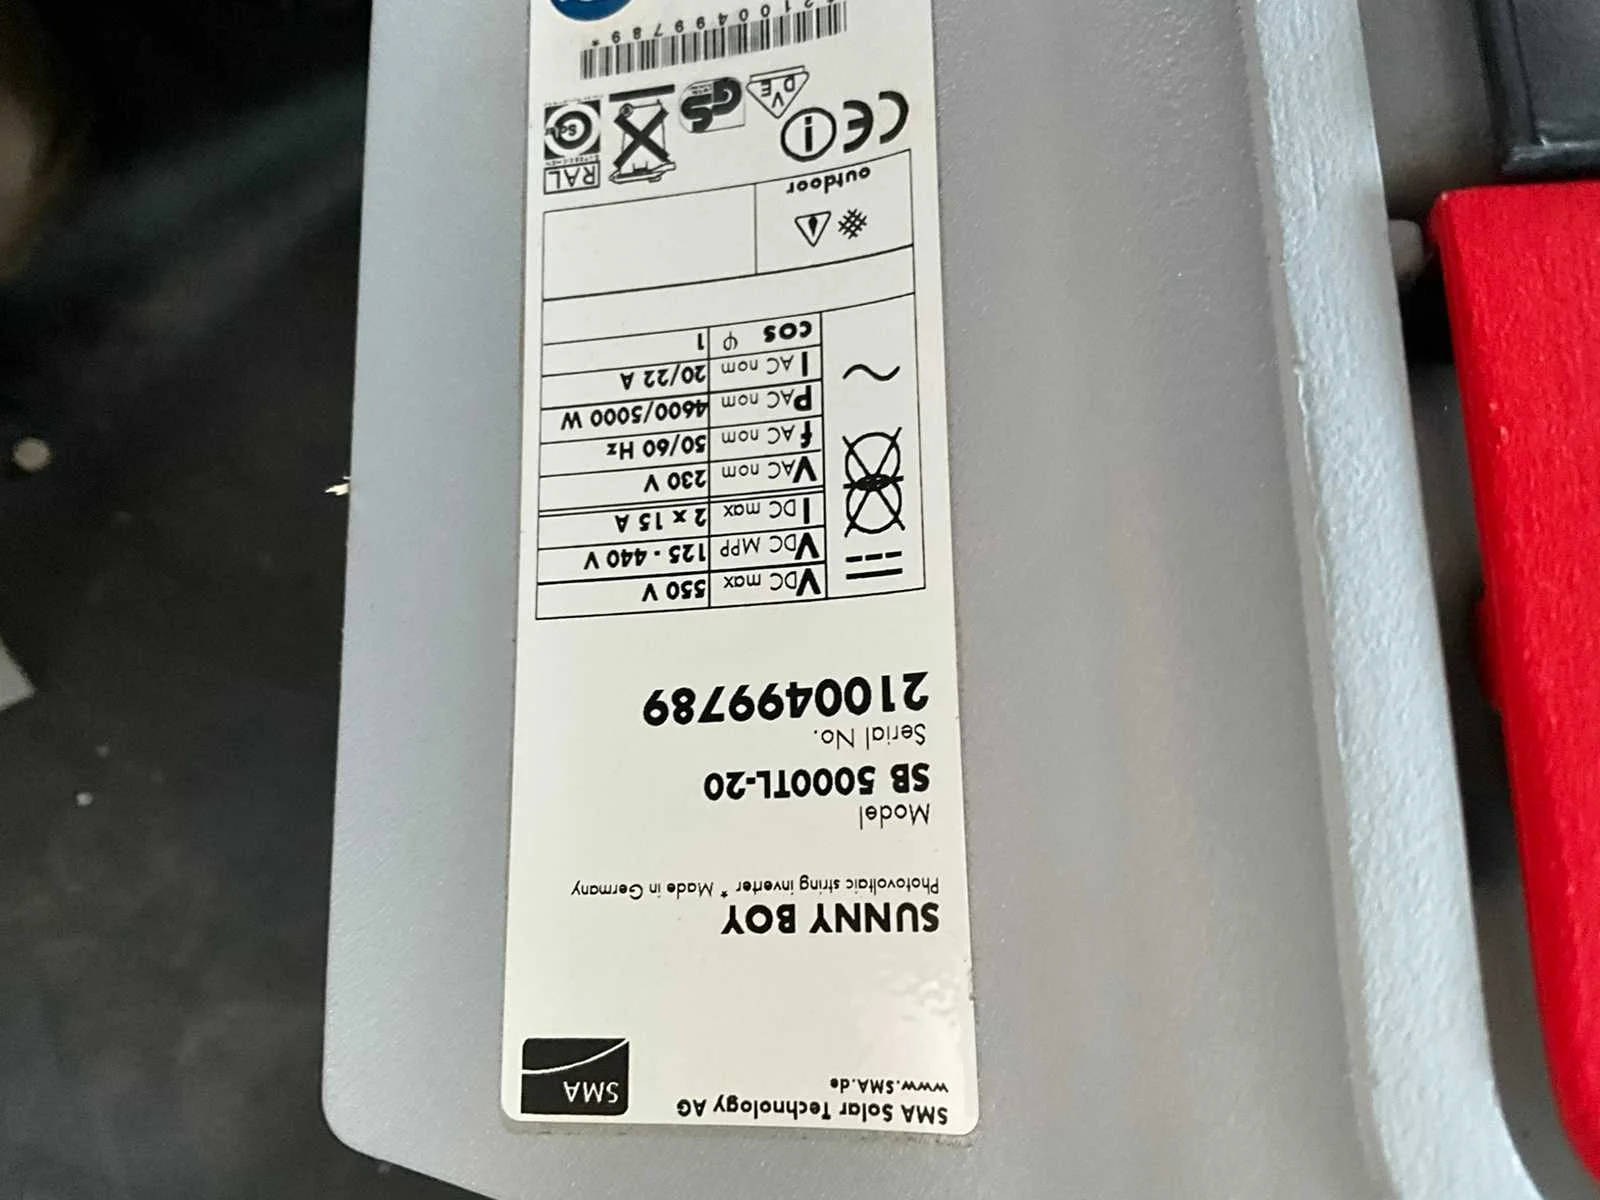 SMA Solar Technology AG
www.SMA.de
SMA
SUNNY BOY
Photovoltaic string inverter * Made in Germany
Model
SB 5000TL-20
Serial No.
2100499789
VDC max 550 V
VDC MPP 125 - 440 V
IDC max 2 x 15 A
VAC nom 230 V
fAC nom 50/60 Hz
PAC nom 4600/5000 W
IAC nom 20/22 A
cos φ 1
outdoor
CE
i
VDE
GS
RAL
Solar
2100499789*